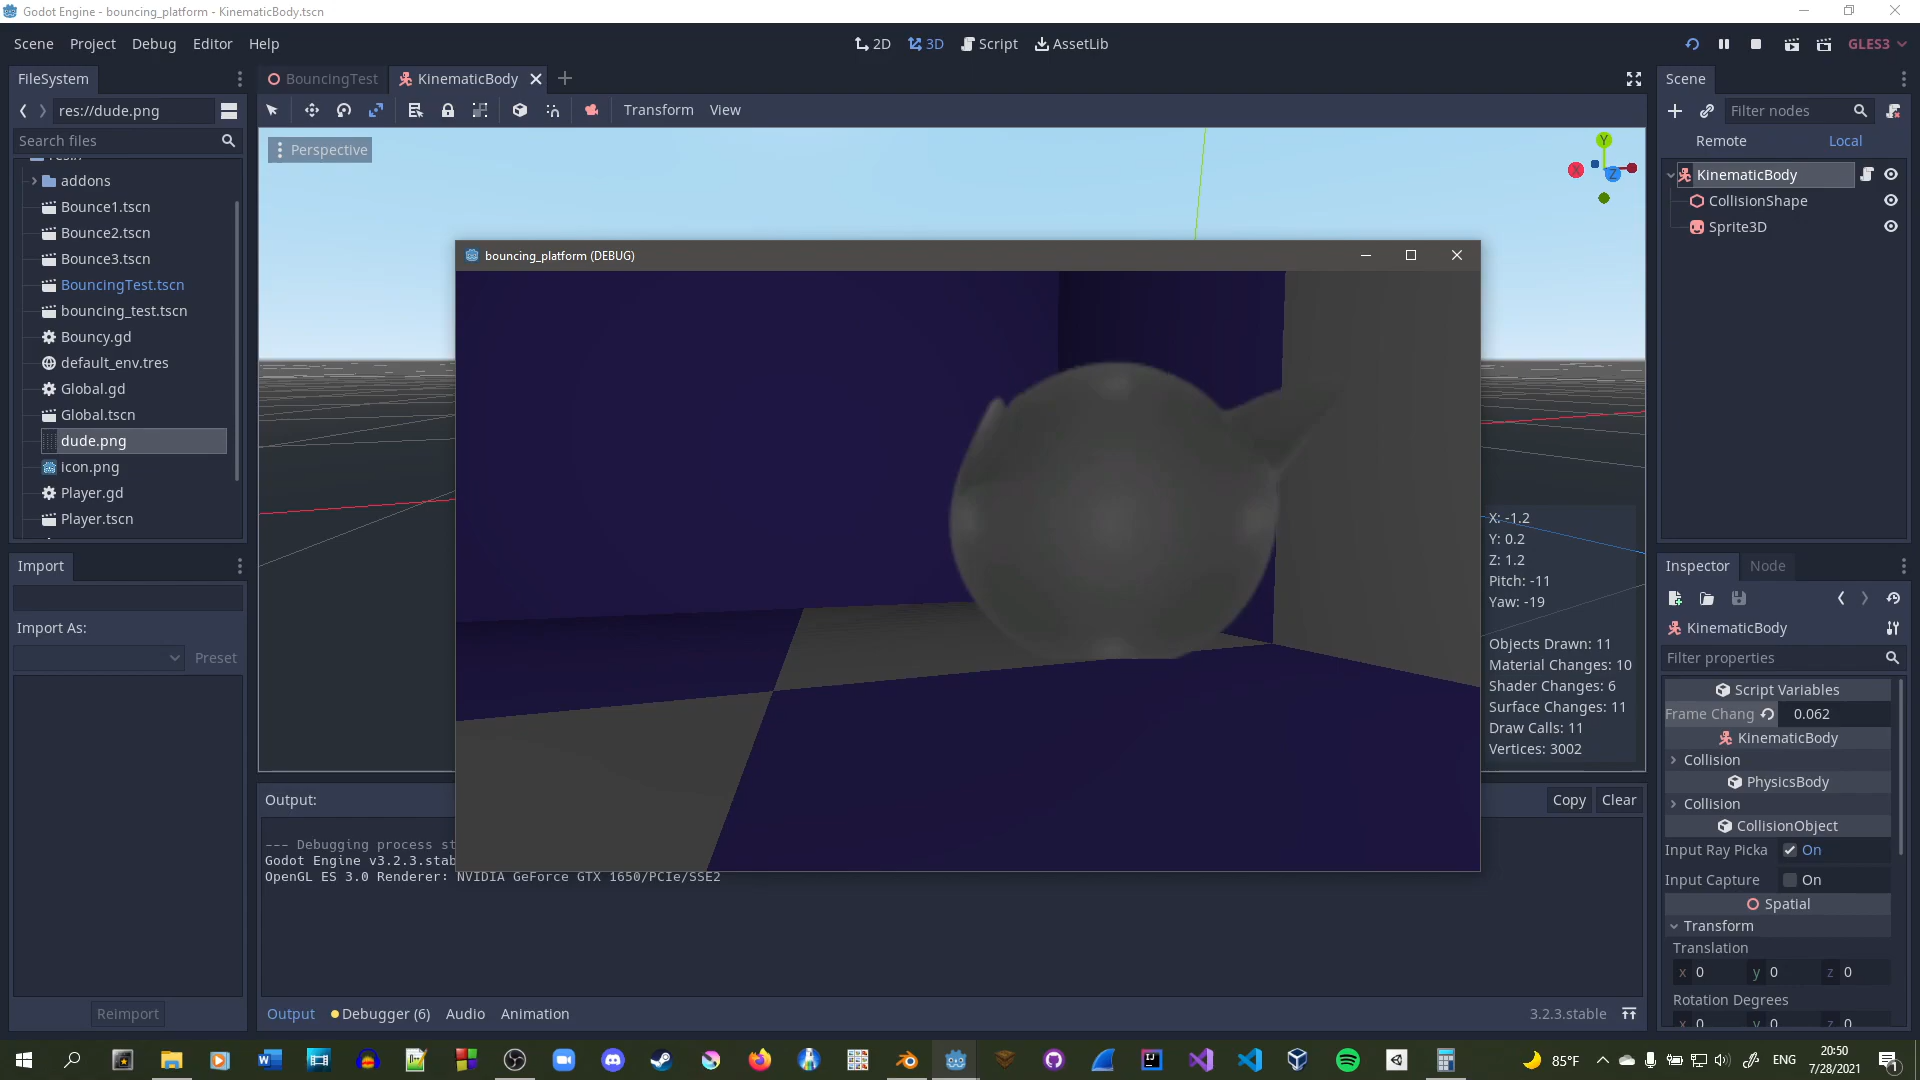 Godot Engine - bouncing_platform - KinematicBody.tscn
Scene Project Debug Editor Help
2D 3D Script AssetLib
GLES3
FileSystem
res://dude.png
Search files
addons
Bounce1.tscn
Bounce2.tscn
Bounce3.tscn
BouncingTest.tscn
bouncing_test.tscn
Bouncy.gd
default_env.tres
Global.gd
Global.tscn
dude.png
icon.png
Player.gd
Player.tscn
Import
Import As:
Preset
Reimport
BouncingTest KinematicBody
Transform View
Perspective
Y
X
Z
bouncing_platform (DEBUG)
X: -1.2
Y: 0.2
Z: 1.2
Pitch: -11
Yaw: -19
Objects Drawn: 11
Material Changes: 10
Shader Changes: 6
Surface Changes: 11
Draw Calls: 11
Vertices: 3002
Output:
Copy Clear
--- Debugging process st
Godot Engine v3.2.3.stab
OpenGL ES 3.0 Renderer: NVIDIA GeForce GTX 1650/PCIe/SSE2
Output Debugger (6) Audio Animation
3.2.3.stable
Scene
Filter nodes
Remote Local
KinematicBody
CollisionShape
Sprite3D
Inspector Node
KinematicBody
Filter properties
Script Variables
Frame Chang 0.062
KinematicBody
Collision
PhysicsBody
Collision
CollisionObject
Input Ray Picka On
Input Capture On
Spatial
Transform
Translation
x 0 y 0 z 0
Rotation Degrees
x 0 y 0 z 0
85°F
ENG
20:50
7/28/2021
1